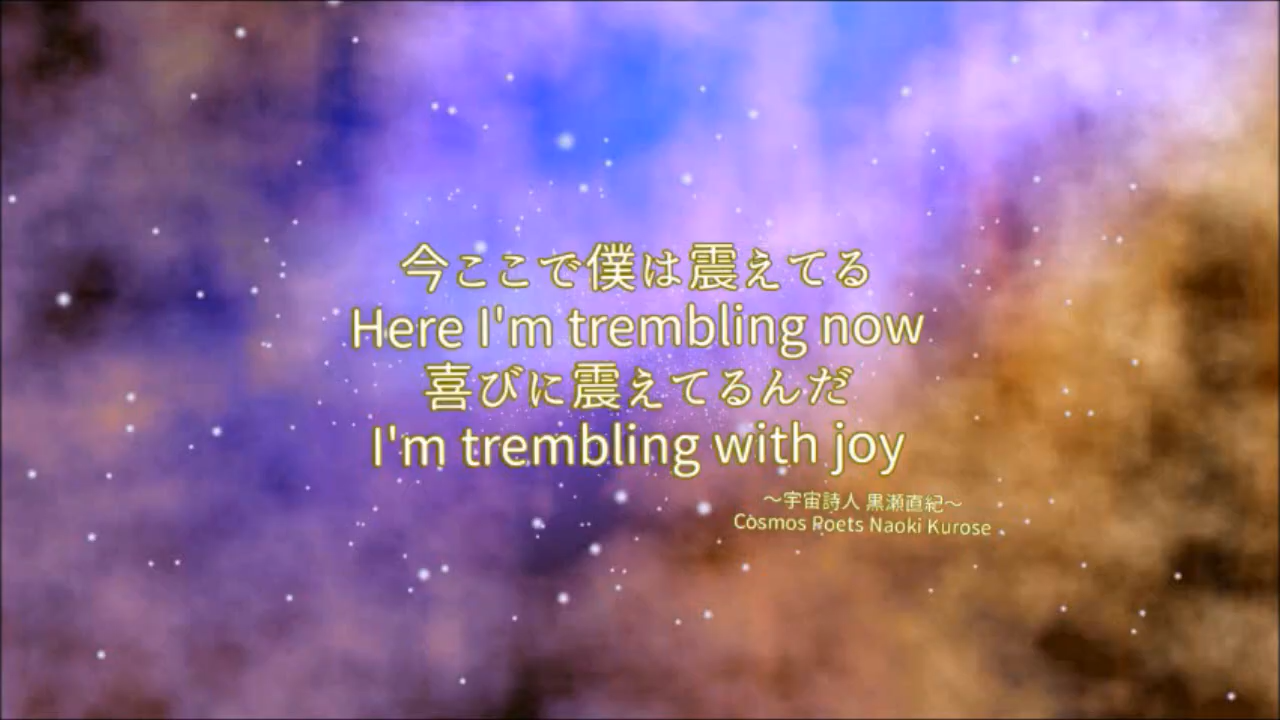 今ここで僕は震えてる
Here I'm trembling now
喜びに震えてるんだ
I'm trembling with joy
～宇宙詩人 黒瀬直紀～
Cosmos Poets Naoki Kurose